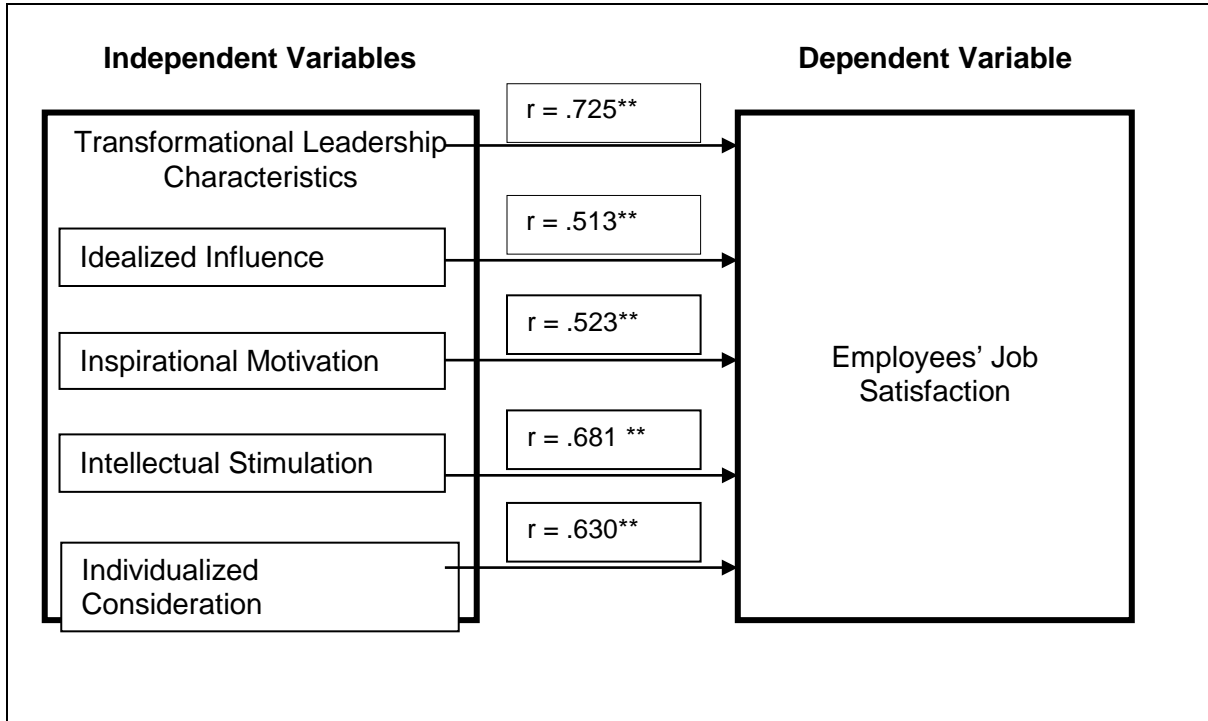 Independent Variables
Dependent Variable
r = .725**
Transformational Leadership
Characteristics
r = .513**
Idealized Influence
r = .523**
Inspirational Motivation
Employees’ Job
Satisfaction
r = .681 **
Intellectual Stimulation
r = .630**
Individualized
Consideration